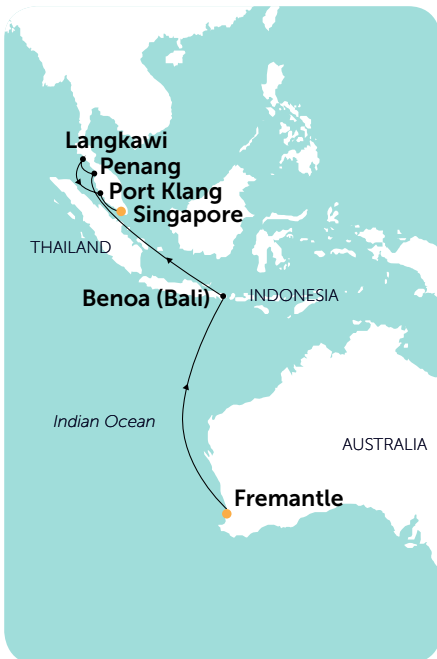 Langkawi
Penang
Port Klang
Singapore
THAILAND
Benoa (Bali)
INDONESIA
Indian Ocean
AUSTRALIA
Fremantle